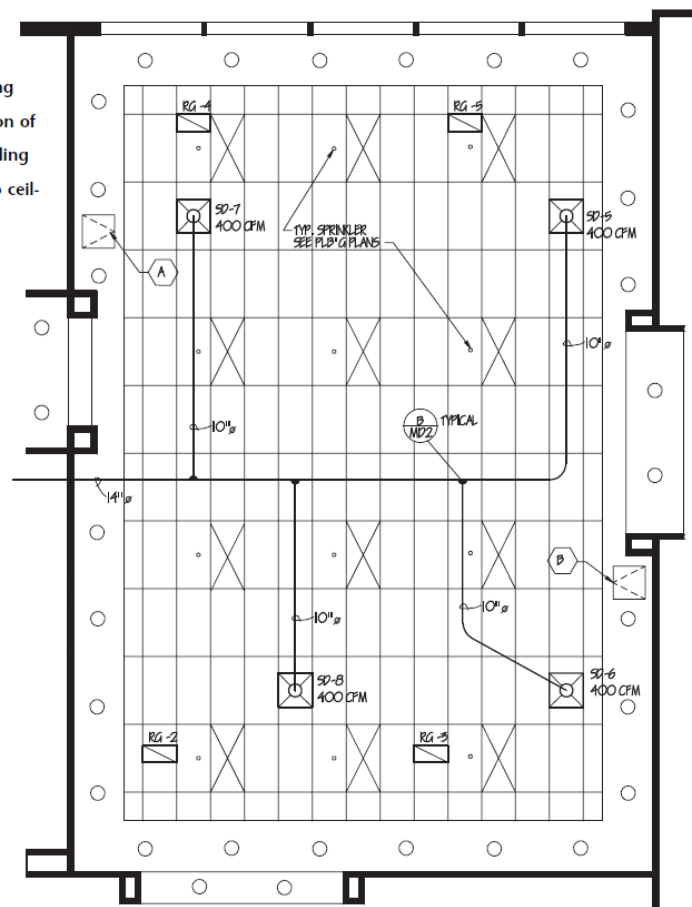 ng
on of
ling
o ceil-
RG-4
RG-5
SD-7
400 CFM
SD-5
400 CFM
TYP. SPRINKLER
SEE PLB'G PLANS
A
10"ø
10"ø
B
MD2
TYPICAL
14"ø
B
10"ø
10"ø
SD-8
400 CFM
SD-6
400 CFM
RG-2
RG-3